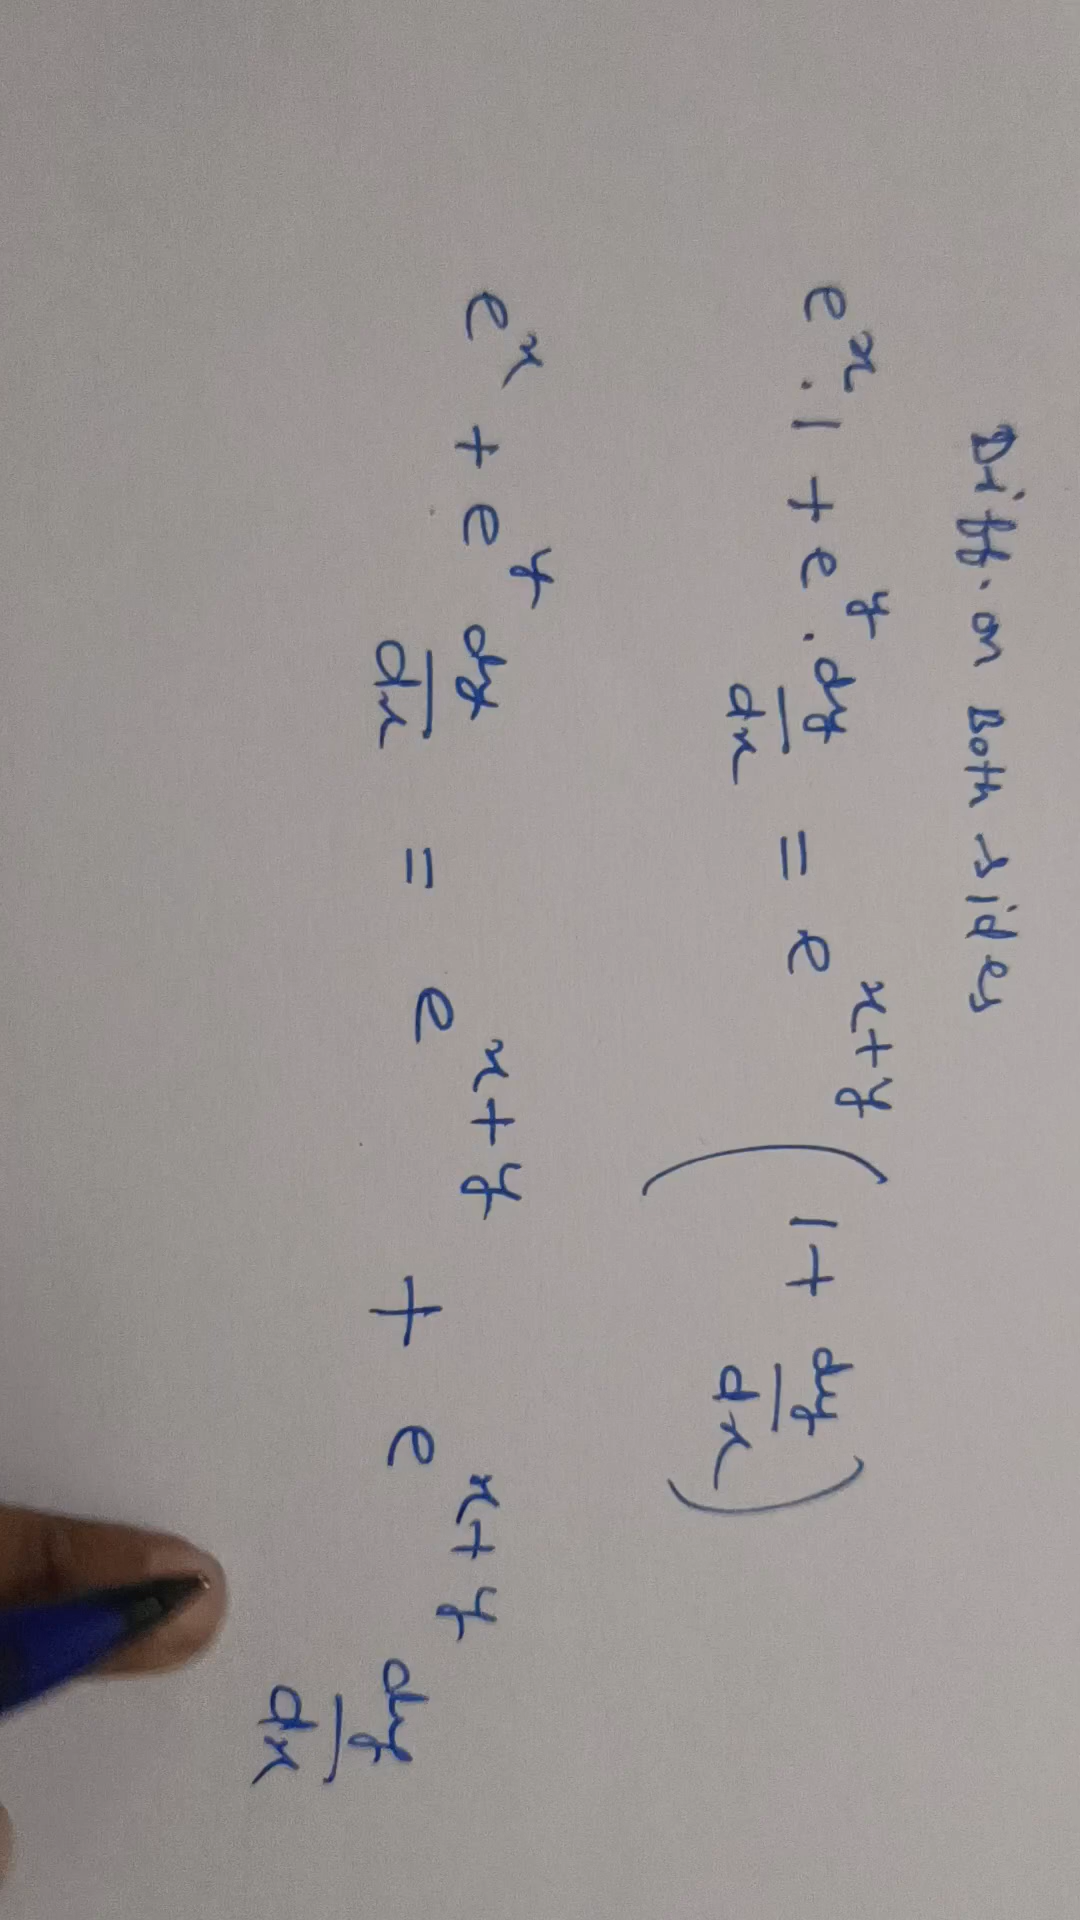 Diff. on Both sides
e^x . 1 + e^y . dy/dx = e^{x+y} (1 + dy/dx)
e^x + e^y dy/dx = e^{x+y} + e^{x+y} dy/dx